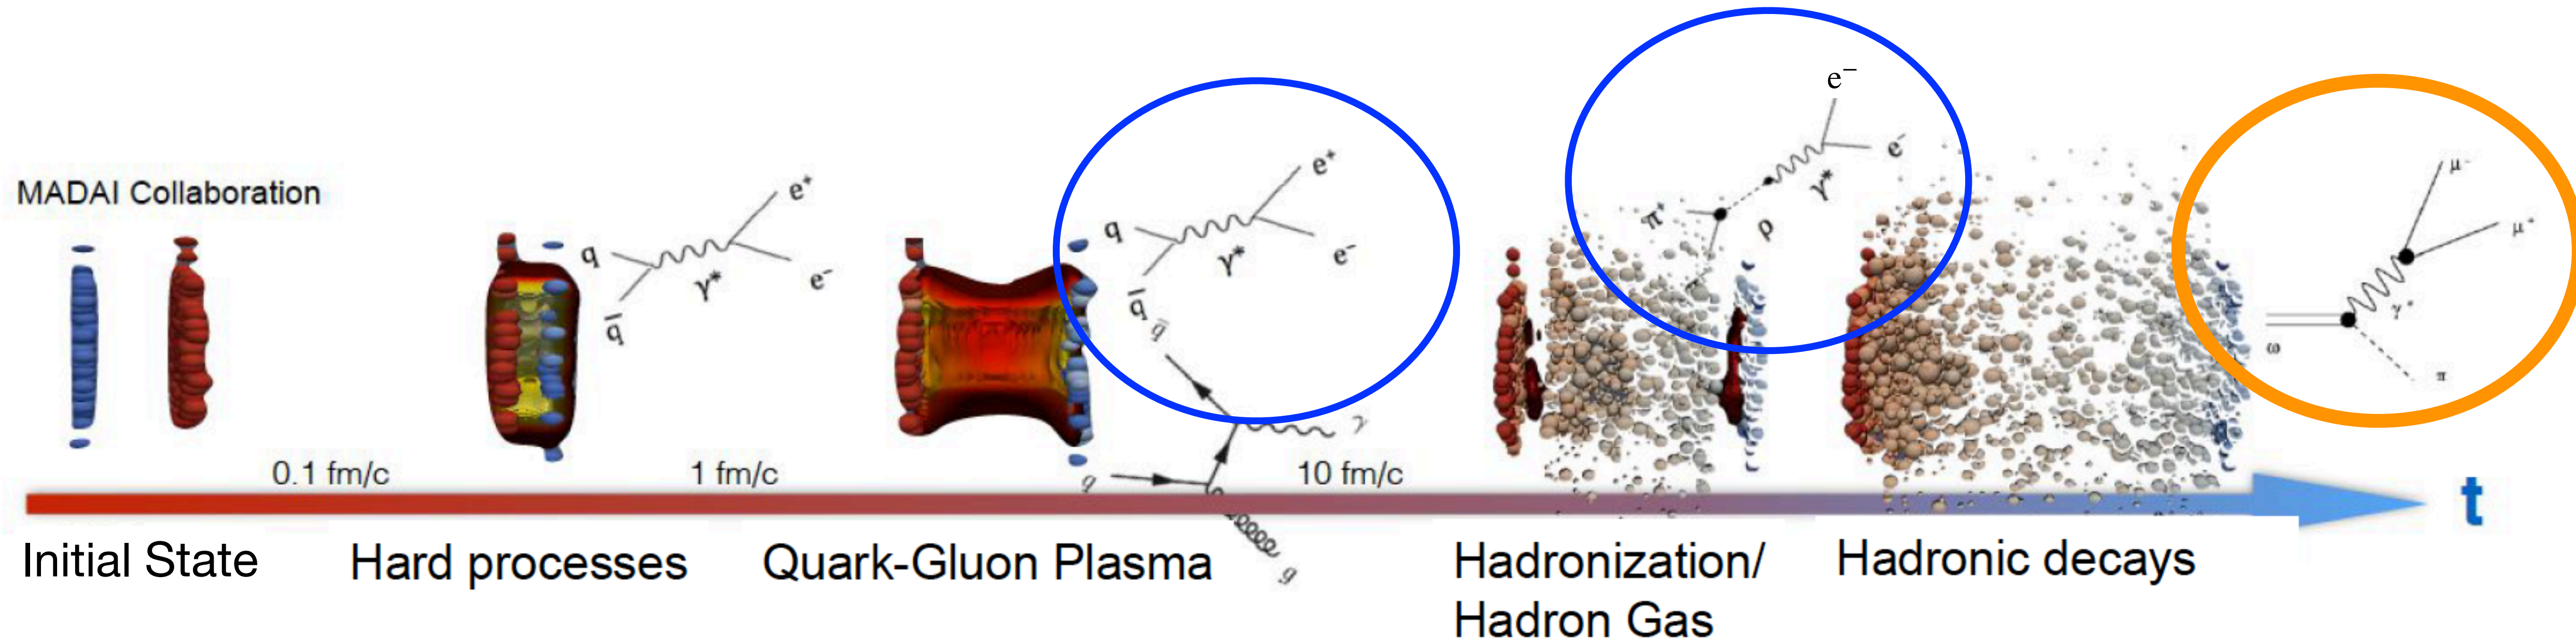 MADAI Collaboration
q
q̄
γ*
e⁺
e⁻
q
q̄
γ*
e⁺
e⁻
q̄
q
γ
g
π⁺
ρ
γ*
e⁻
e⁻
ω
γ*
π
μ⁻
μ⁺
0.1 fm/c
1 fm/c
10 fm/c
t
Initial State
Hard processes
Quark-Gluon Plasma
Hadronization/
Hadron Gas
Hadronic decays